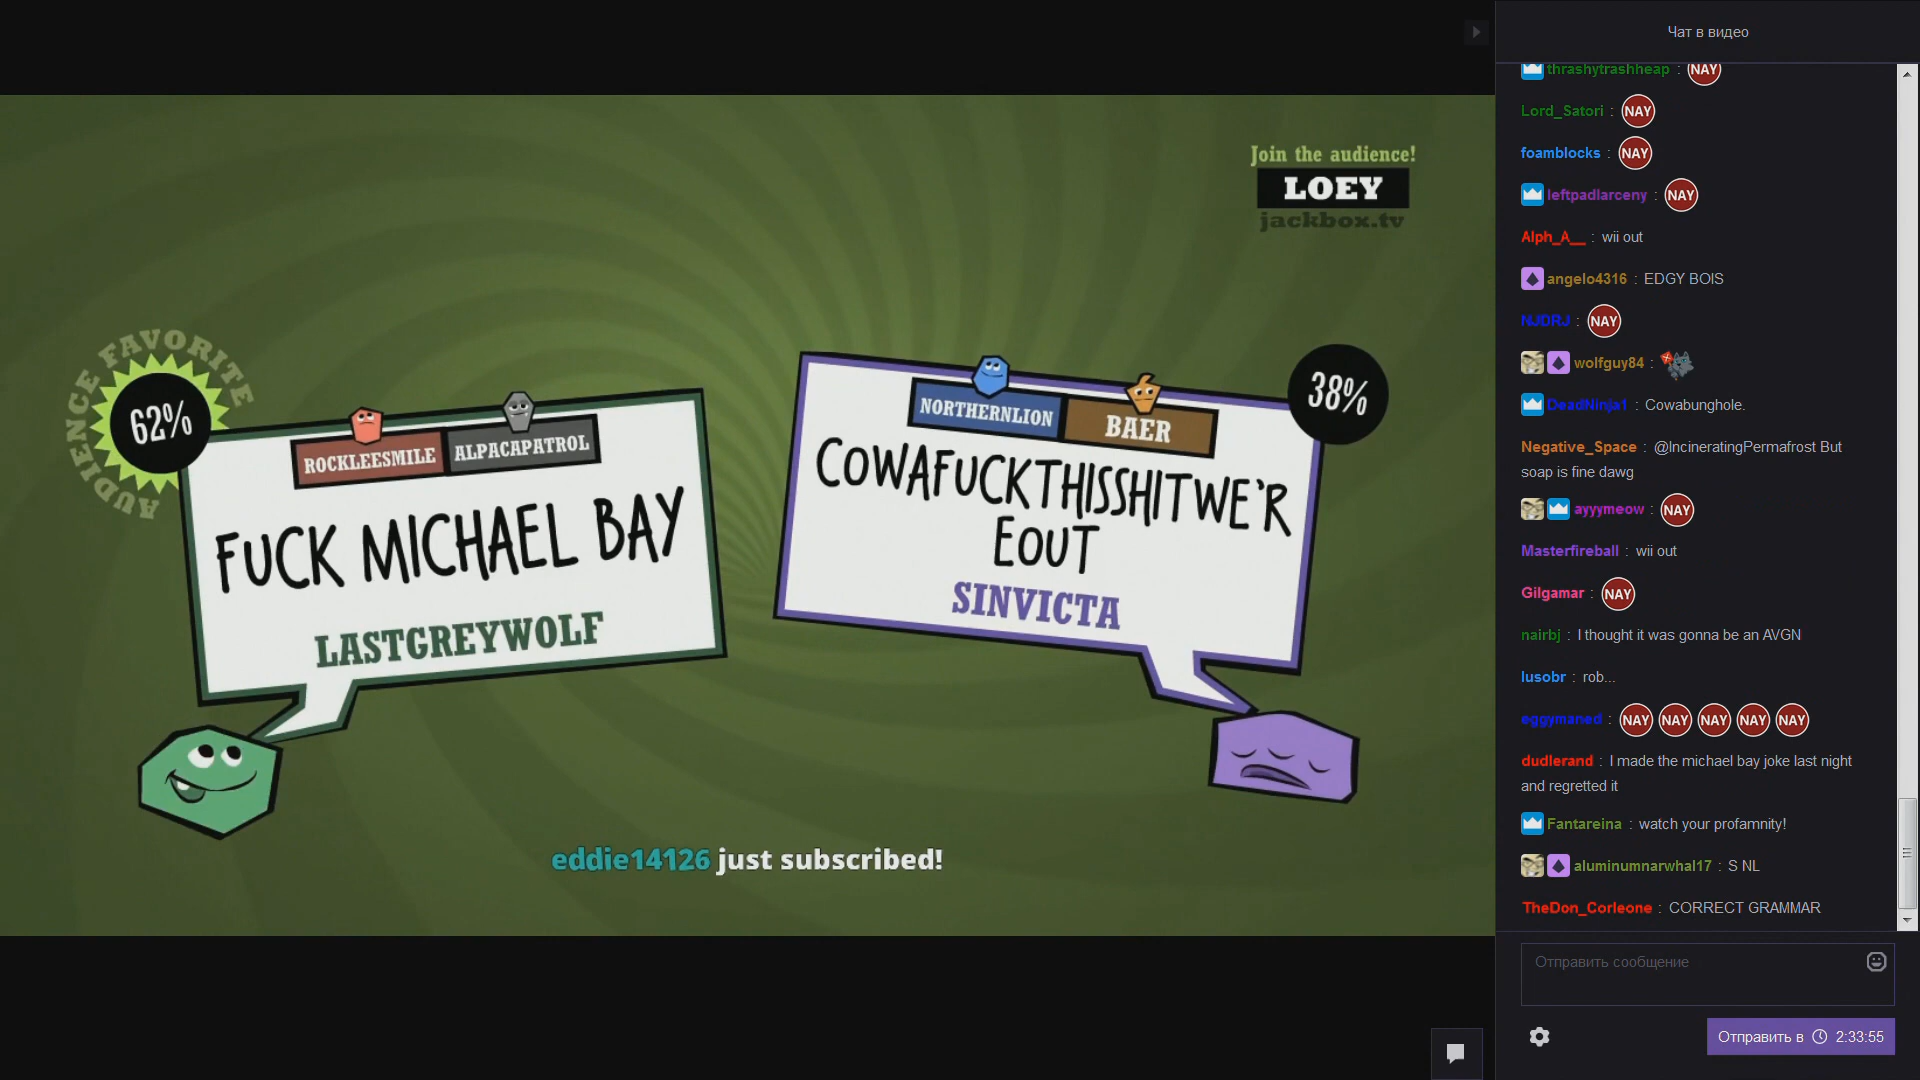 Join the audience!
LOEY
jackbox.tv
AUDIENCE FAVORITE
62%
ROCKLEESMILE
ALPACAPATROL
FUCK MICHAEL BAY
LASTGREYWOLF
38%
NORTHERNLION
BAER
COWAFUCKTHISSHITWE'R
EOUT
SINVICTA
eddie14126 just subscribed!
Чат в видео
thrashytrashheap : NAY
Lord_Satori : NAY
foamblocks : NAY
leftpadlarceny : NAY
Alph_A__ : wii out
angelo4316 : EDGY BOIS
NJDRJ : NAY
wolfguy84 :
DeadNinja1 : Cowabunghole.
Negative_Space : @IncineratingPermafrost But
soap is fine dawg
ayyymeow : NAY
Masterfireball : wii out
Gilgamar : NAY
nairbj : I thought it was gonna be an AVGN
lusobr : rob...
eggymaned : NAY NAY NAY NAY NAY
dudlerand : I made the michael bay joke last night
and regretted it
Fantareina : watch your profamnity!
aluminumnarwhal17 : S NL
TheDon_Corleone : CORRECT GRAMMAR
Отправить сообщение
Отправить в 2:33:55